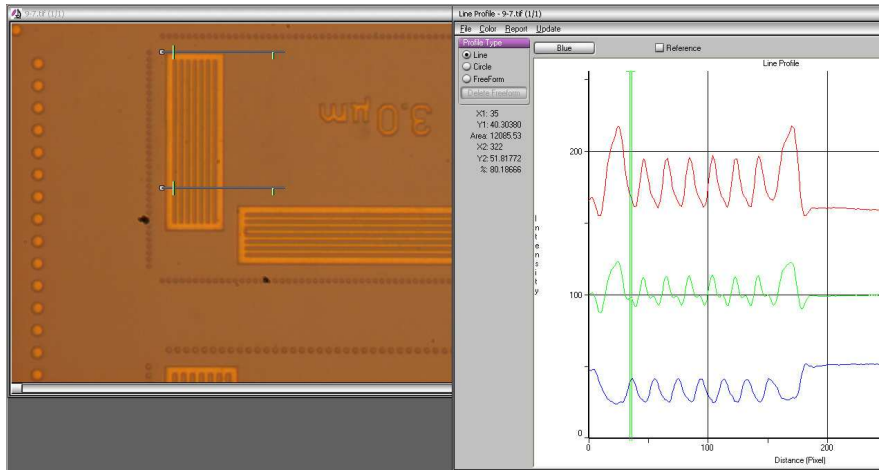 9-7.tif (1/1)
3.0µm
Line Profile - 9-7.tif (1/1)
File Color Report Update
Profile Type
Line
Circle
FreeForm
Delete Freeform
X1: 35
Y1: 40.30380
Area: 12085.53
X2: 322
Y2: 51.81772
%: 80.18666
Blue
Reference
Line Profile
Intensity
200
100
0
0 100 200
Distance (Pixel)